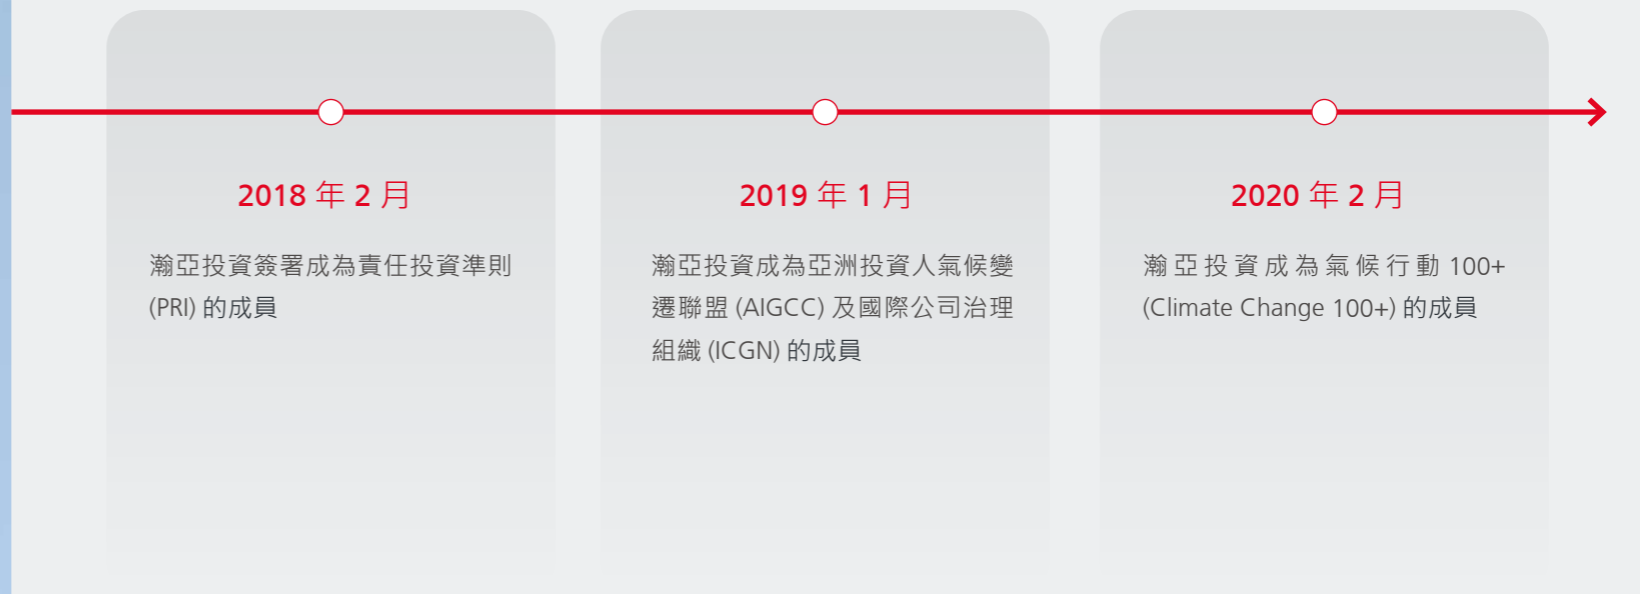 2018 年 2 月
瀚亞投資簽署成為責任投資準則
(PRI) 的成員
2019 年 1 月
瀚亞投資成為亞洲投資人氣候變
遷聯盟 (AIGCC) 及國際公司治理
組織 (ICGN) 的成員
2020 年 2 月
瀚亞投資成為氣候行動 100+
(Climate Change 100+) 的成員